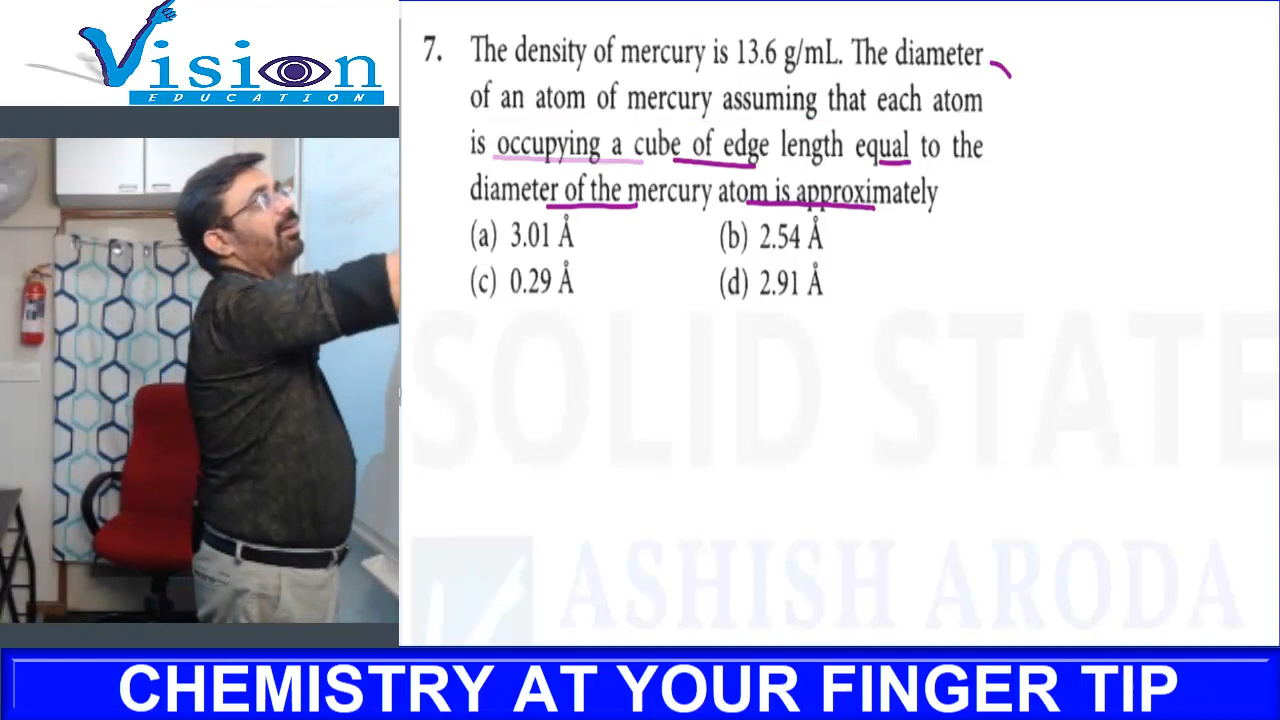 Vision
EDUCATION
7. The density of mercury is 13.6 g/mL. The diameter
of an atom of mercury assuming that each atom
is occupying a cube of edge length equal to the
diameter of the mercury atom is approximately
(a) 3.01 Å (b) 2.54 Å
(c) 0.29 Å (d) 2.91 Å
SOLID STATE
ASHISH ARODA
CHEMISTRY AT YOUR FINGER TIP